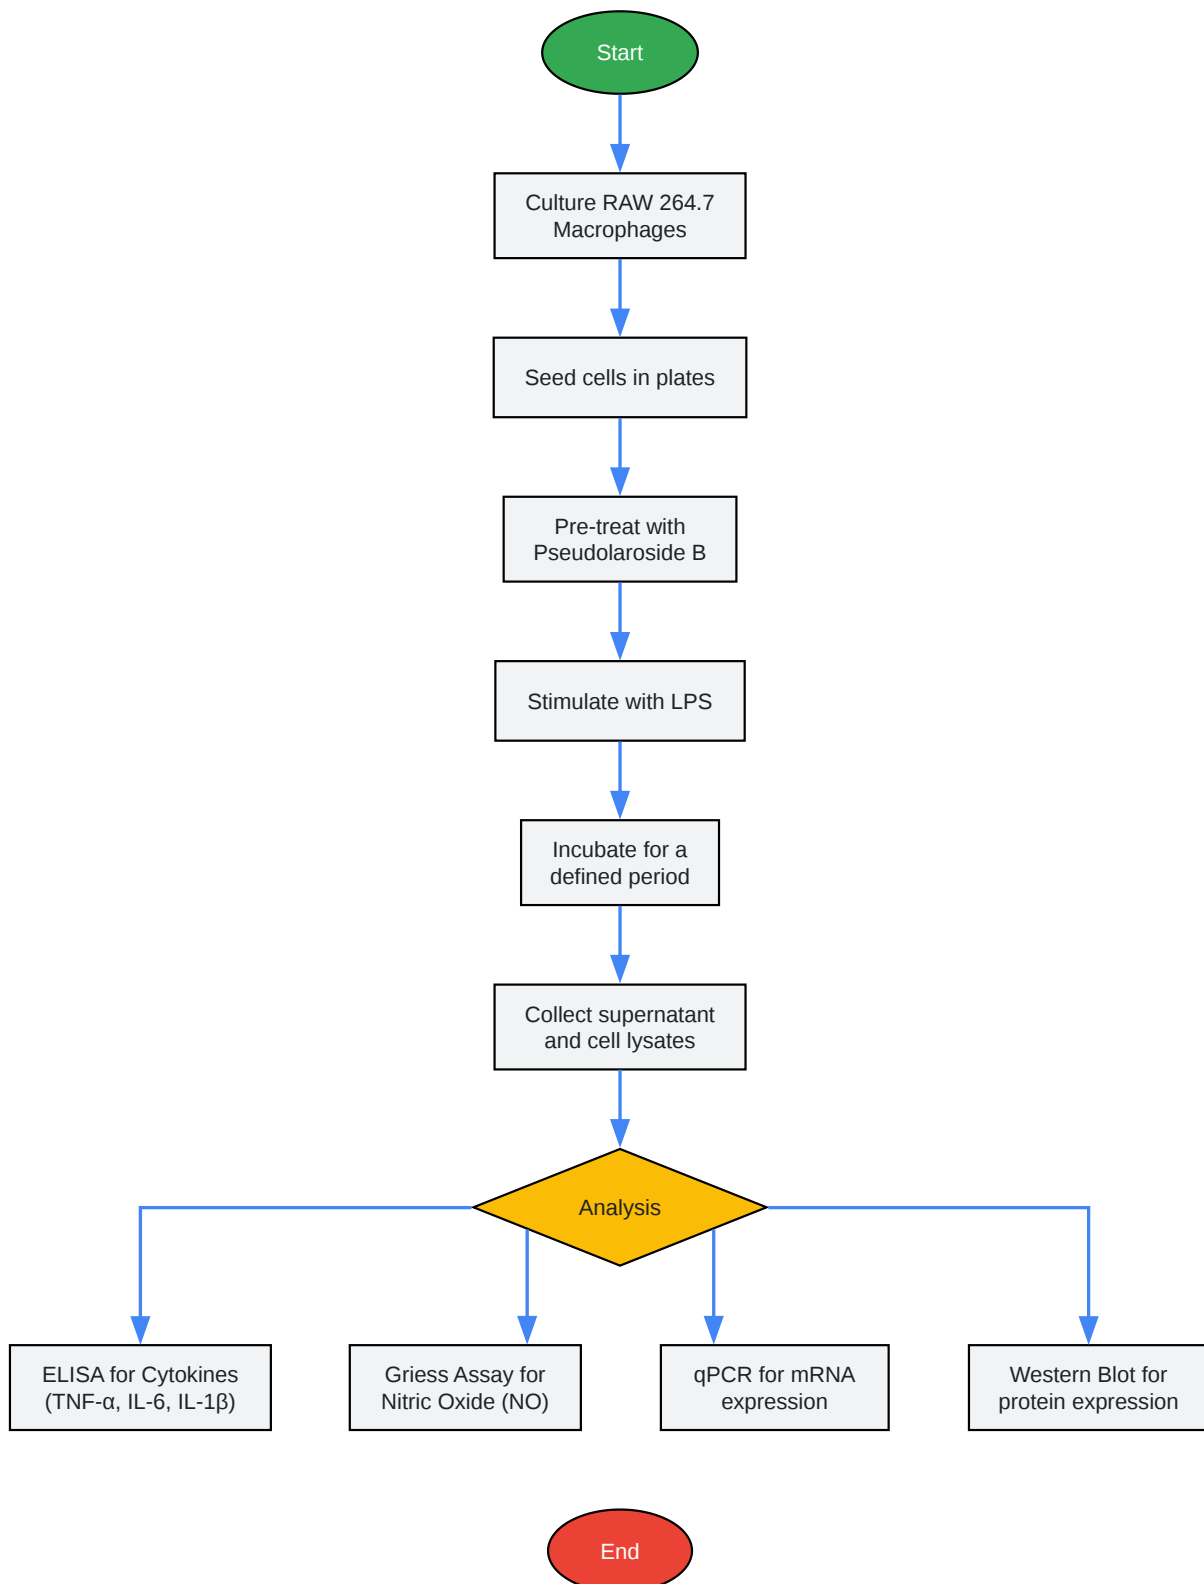 Start
Culture RAW 264.7
Macrophages
Seed cells in plates
Pre-treat with
Pseudolaroside B
Stimulate with LPS
Incubate for a
defined period
Collect supernatant
and cell lysates
Analysis
ELISA for Cytokines
(TNF-α, IL-6, IL-1β)
Griess Assay for
Nitric Oxide (NO)
qPCR for mRNA
expression
Western Blot for
protein expression
End